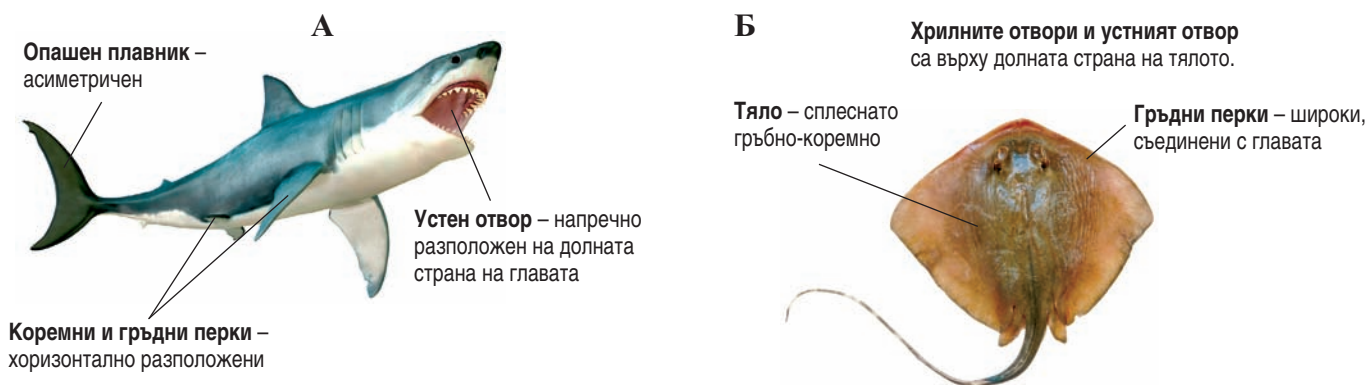 А
Опашен плавник –
асиметричен
Устен отвор – напречно
разположен на долната
страна на главата
Коремни и гръдни перки –
хоризонтално разположени
Б
Хрилните отвори и устният отвор
са върху долната страна на тялото.
Тяло – сплеснато
гръбно-коремно
Гръдни перки – широки,
съединени с главата